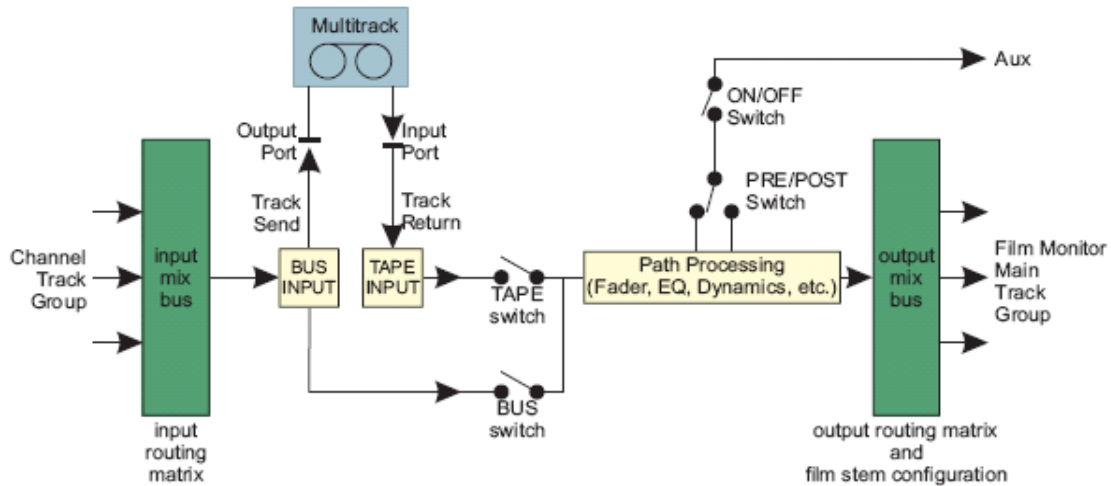 Multitrack
Aux
ON/OFF
Switch
Output
Port
Input
Port
PRE/POST
Switch
Track
Send
Track
Return
Channel
Track
Group
input
mix
bus
BUS
INPUT
TAPE
INPUT
TAPE
switch
Path Processing
(Fader, EQ, Dynamics, etc.)
output
mix
bus
Film Monitor
Main
Track
Group
BUS
switch
input
routing
matrix
output routing matrix
and
film stem configuration